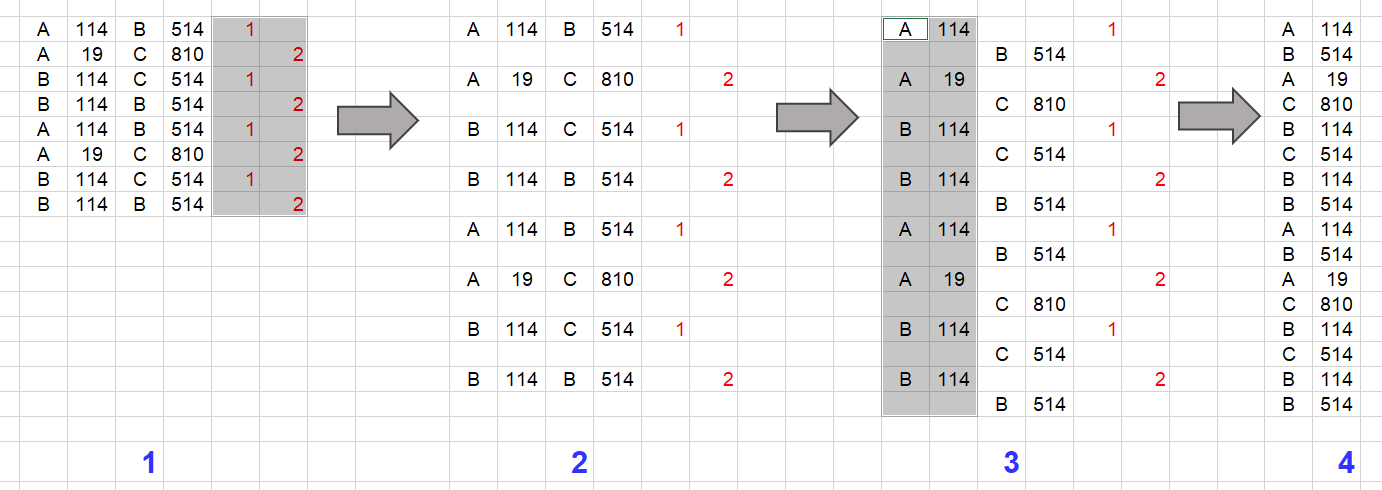 A 114 B 514 1 A 114 B 514 1 A 114 1 A 114
A 19 C 810 2 B 514 B 514
B 114 C 514 1 A 19 C 810 2 A 19 2 A 19
B 114 B 514 2 C 810 C 810
A 114 B 514 1 B 114 C 514 1 B 114 1 B 114
A 19 C 810 2 C 514 C 514
B 114 C 514 1 B 114 B 514 2 B 114 2 B 114
B 114 B 514 2 B 514 B 514
A 114 B 514 1 A 114 1 A 114
B 514 B 514
A 19 C 810 2 A 19 2 A 19
C 810 C 810
B 114 C 514 1 B 114 1 B 114
C 514 C 514
B 114 B 514 2 B 114 2 B 114
B 514 B 514
1 2 3 4